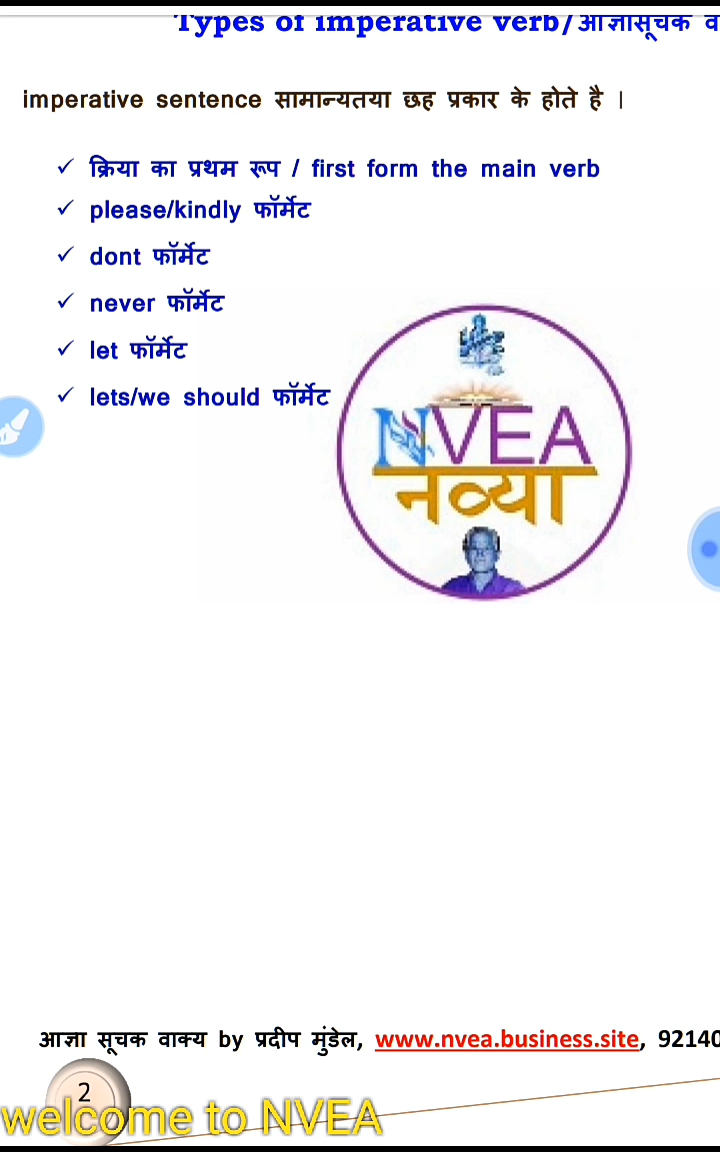 Types of imperative verb/आज्ञासूचक व
imperative sentence सामान्यतया छह प्रकार के होते है ।
✓ क्रिया का प्रथम रूप / first form the main verb
✓ please/kindly फॉर्मेट
✓ dont फॉर्मेट
✓ never फॉर्मेट
✓ let फॉर्मेट
✓ lets/we should फॉर्मेट
NVEA
नव्या
आज्ञा सूचक वाक्य by प्रदीप मुंडेल, www.nvea.business.site, 92140
2
welcome to NVEA